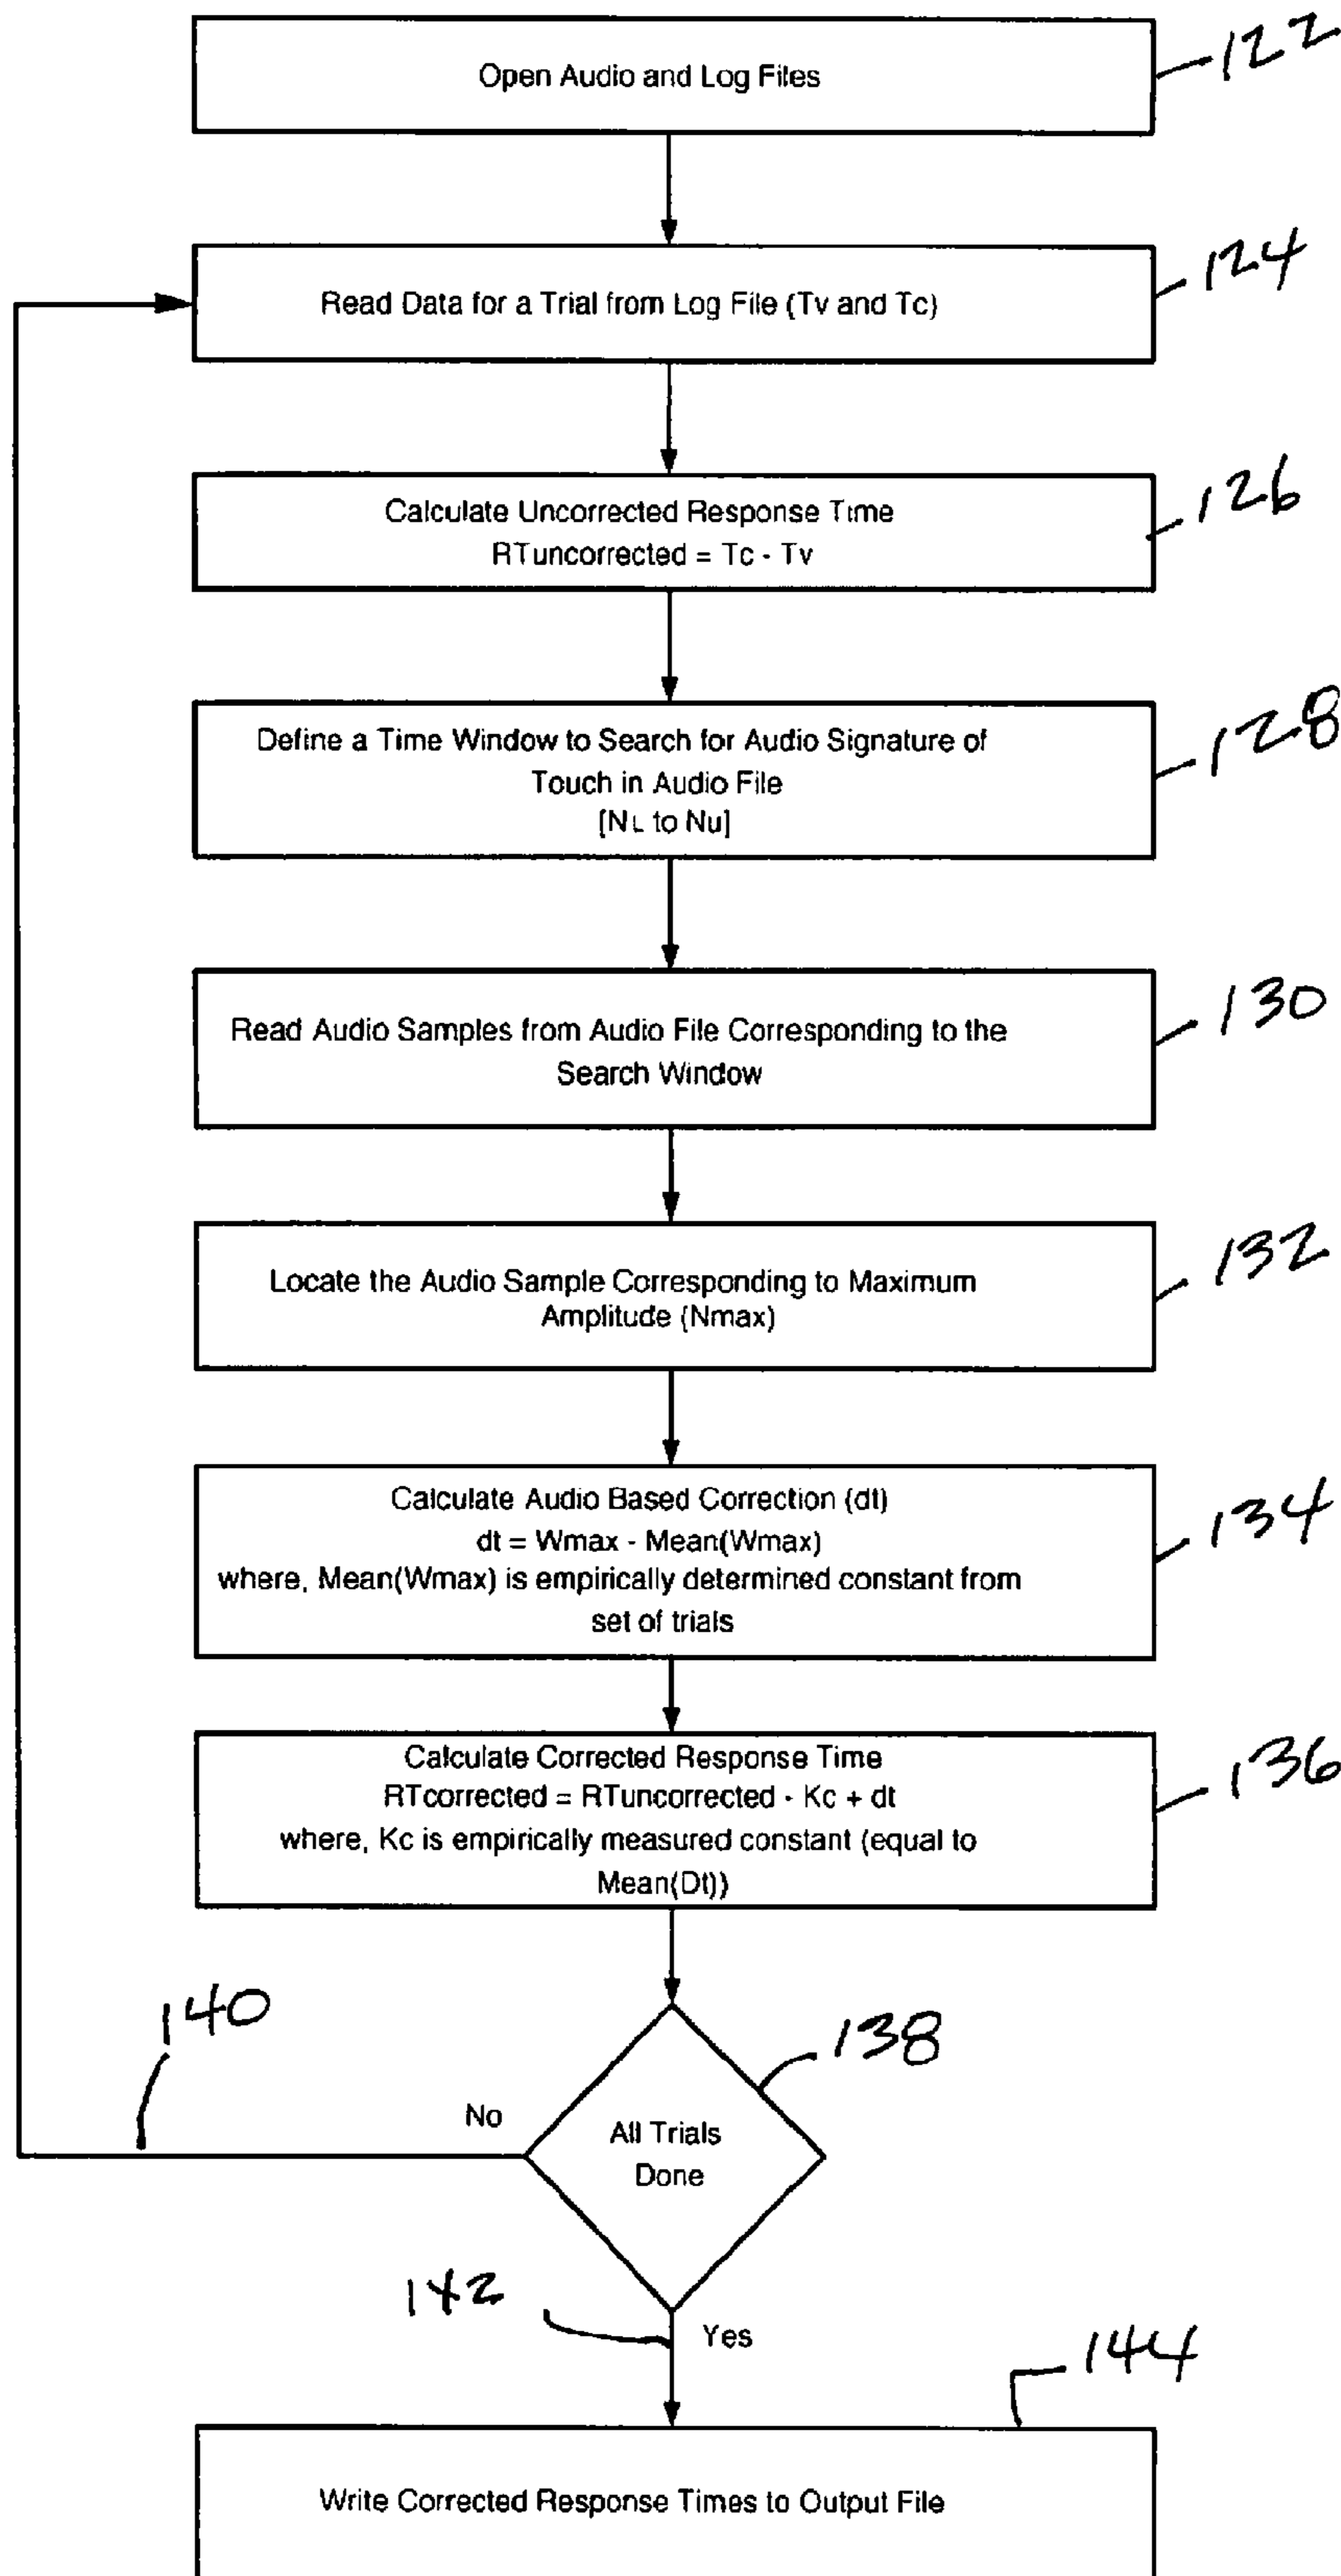 Open Audio and Log Files
122
Read Data for a Trial from Log File (Tv and Tc)
124
Calculate Uncorrected Response Time
RTuncorrected = Tc - Tv
126
Define a Time Window to Search for Audio Signature of
Touch in Audio File
[NL to Nu]
128
Read Audio Samples from Audio File Corresponding to the
Search Window
130
Locate the Audio Sample Corresponding to Maximum
Amplitude (Nmax)
132
Calculate Audio Based Correction (dt)
dt = Wmax - Mean(Wmax)
where, Mean(Wmax) is empirically determined constant from
set of trials
134
Calculate Corrected Response Time
RTcorrected = RTuncorrected - Kc + dt
where, Kc is empirically measured constant (equal to
Mean(Dt))
136
140
138
No
All Trials
Done
142
Yes
144
Write Corrected Response Times to Output File